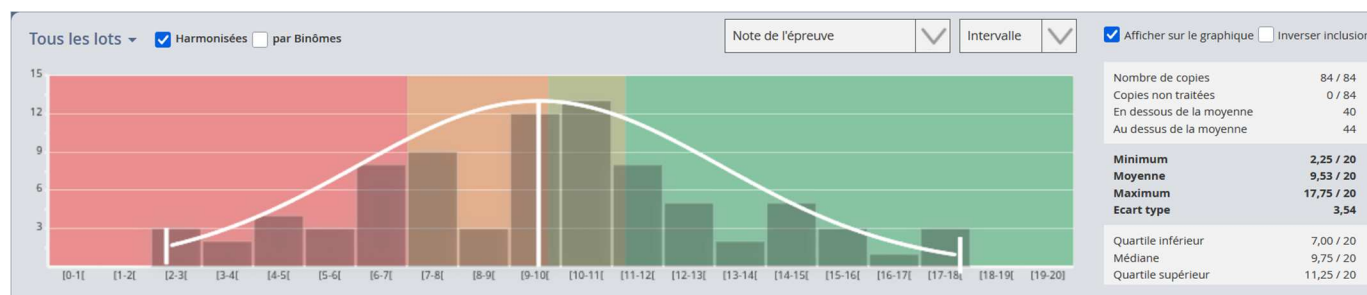 Tous les lots Harmonisées par Binômes Note de l'épreuve Intervalle Afficher sur le graphique Inverser inclusion
15
12
9
6
3
[0-1[ [1-2[ [2-3[ [3-4[ [4-5[ [5-6[ [6-7[ [7-8[ [8-9[ [9-10[ [10-11[ [11-12[ [12-13[ [13-14[ [14-15[ [15-16[ [16-17[ [17-18[ [18-19[ [19-20]
Nombre de copies 84 / 84
Copies non traitées 0 / 84
En dessous de la moyenne 40
Au dessus de la moyenne 44
Minimum 2,25 / 20
Moyenne 9,53 / 20
Maximum 17,75 / 20
Ecart type 3,54
Quartile inférieur 7,00 / 20
Médiane 9,75 / 20
Quartile supérieur 11,25 / 20